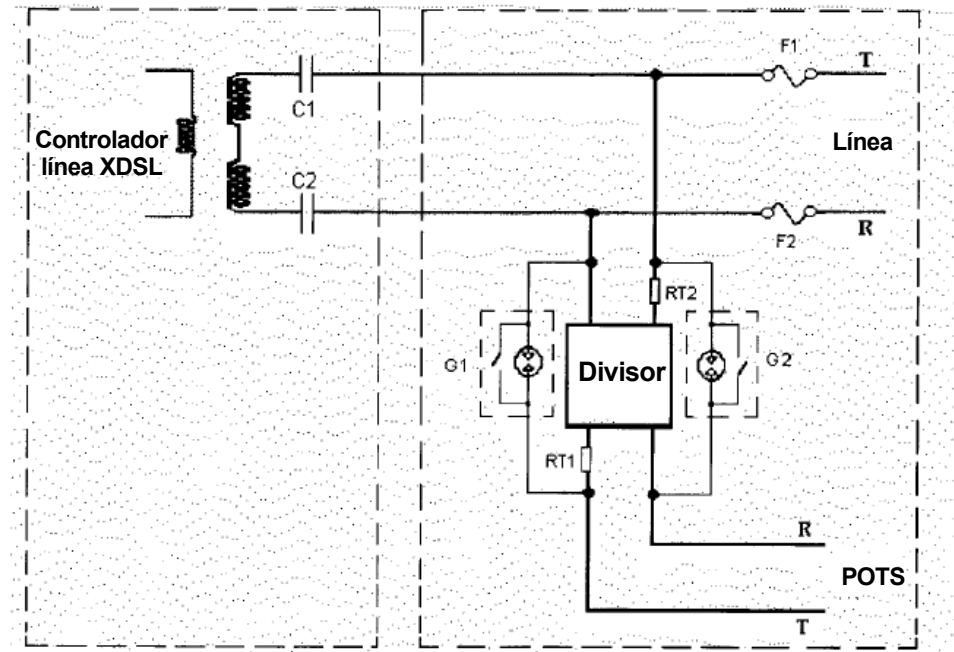 F1
T
C1
Controlador
línea XDSL
Línea
C2
F2
R
RT2
G1
Divisor
G2
RT1
R
POTS
T